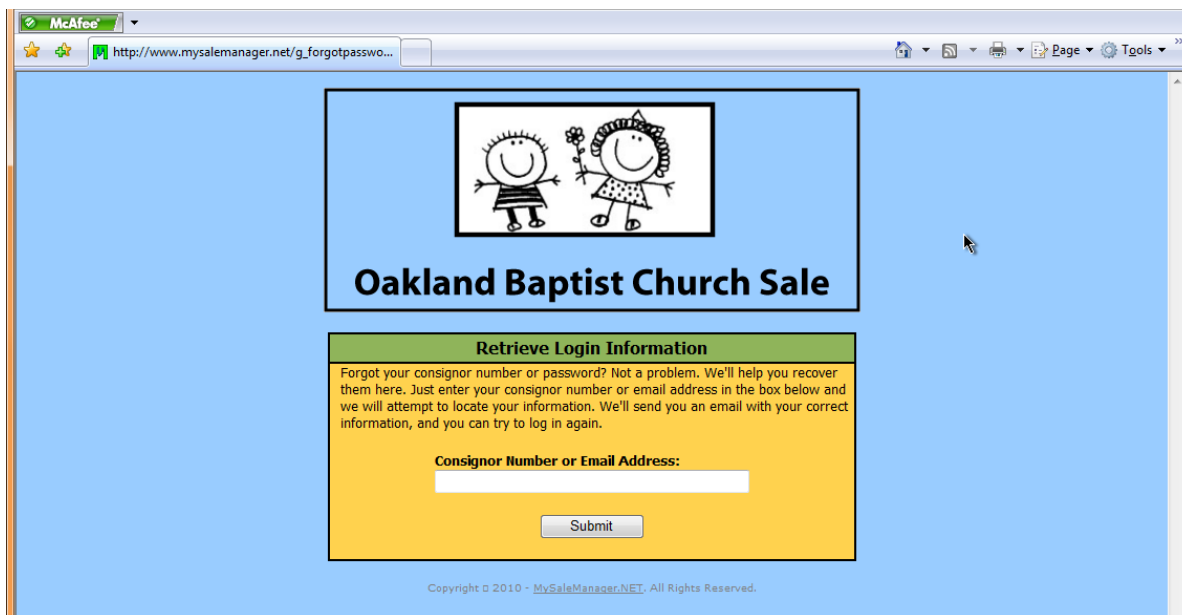 McAfee
http://www.mysalemanager.net/g_forgotpasswo...
Page
Tools
Oakland Baptist Church Sale
Retrieve Login Information
Forgot your consignor number or password? Not a problem. We'll help you recover
them here. Just enter your consignor number or email address in the box below and
we will attempt to locate your information. We'll send you an email with your correct
information, and you can try to log in again.
Consignor Number or Email Address:
Submit
Copyright □ 2010 - MySaleManager.NET. All Rights Reserved.